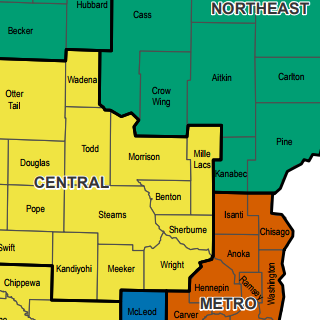 NORTHEAST
Hubbard
Cass
Becker
Wadena
Aitkin
Carlton
Otter
Tail
Crow
Wing
Todd
Morrison
Mille
Lacs
Pine
Douglas
Kanabec
CENTRAL
Benton
Pope
Stearns
Isanti
Sherburne
Chisago
Swift
Anoka
Kandiyohi
Meeker
Wright
Chippewa
Hennepin
Ramsey
Washington
METRO
McLeod
Carver